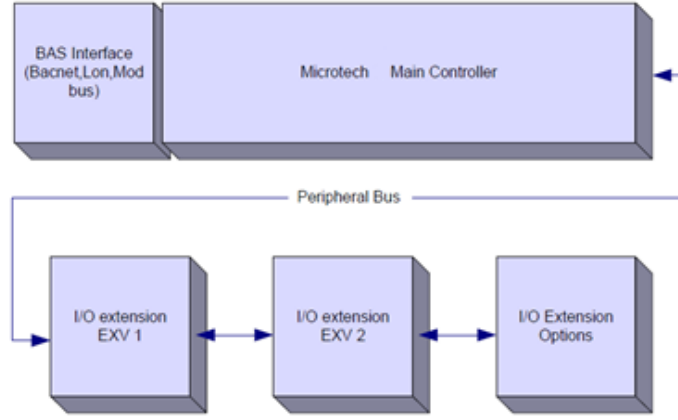 BAS Interface
(Bacnet,Lon,Mod
bus)
Microtech Main Controller
Peripheral Bus
I/O extension
EXV 1
I/O extension
EXV 2
I/O Extension
Options